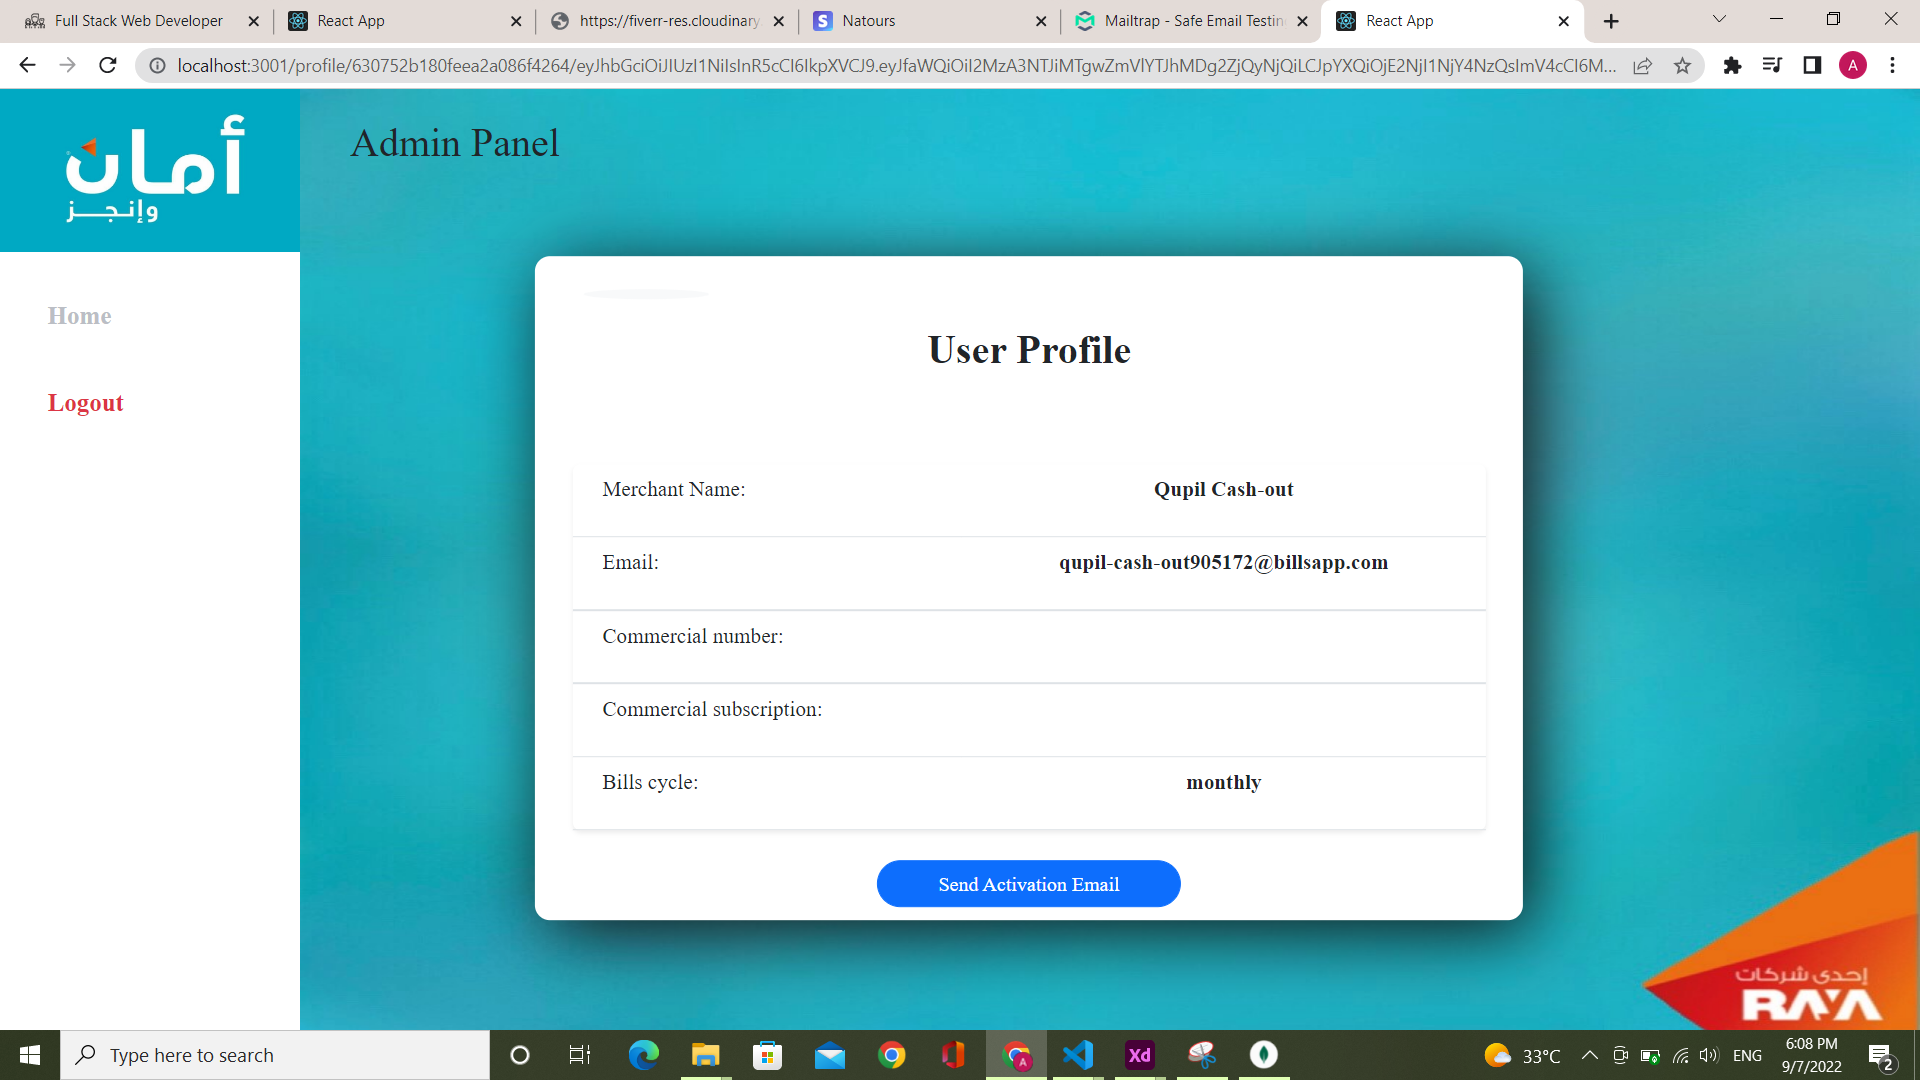 Full Stack Web Developer
React App
https://fiverr-res.cloudinary.
Natours
Mailtrap - Safe Email Testin
React App
localhost:3001/profile/630752b180feea2a086f4264/eyJhbGciOiJIUzI1NiIsInR5cCI6IkpXVCJ9.eyJfaWQiOiI2MzA3NTJiMTgwZmVlYTJhMDg2ZjQyNjQiLCJpYXQiOjE2NjI1NjY4NzQsImV4cCI6M...
A
أمان
وإنجز
Admin Panel
Home
Logout
User Profile
Merchant Name:
Qupil Cash-out
Email:
qupil-cash-out905172@billsapp.com
Commercial number:
Commercial subscription:
Bills cycle:
monthly
Send Activation Email
إحدى شركات
RAYA
Type here to search
A
Xd
33°C
ENG
6:08 PM
9/7/2022
2